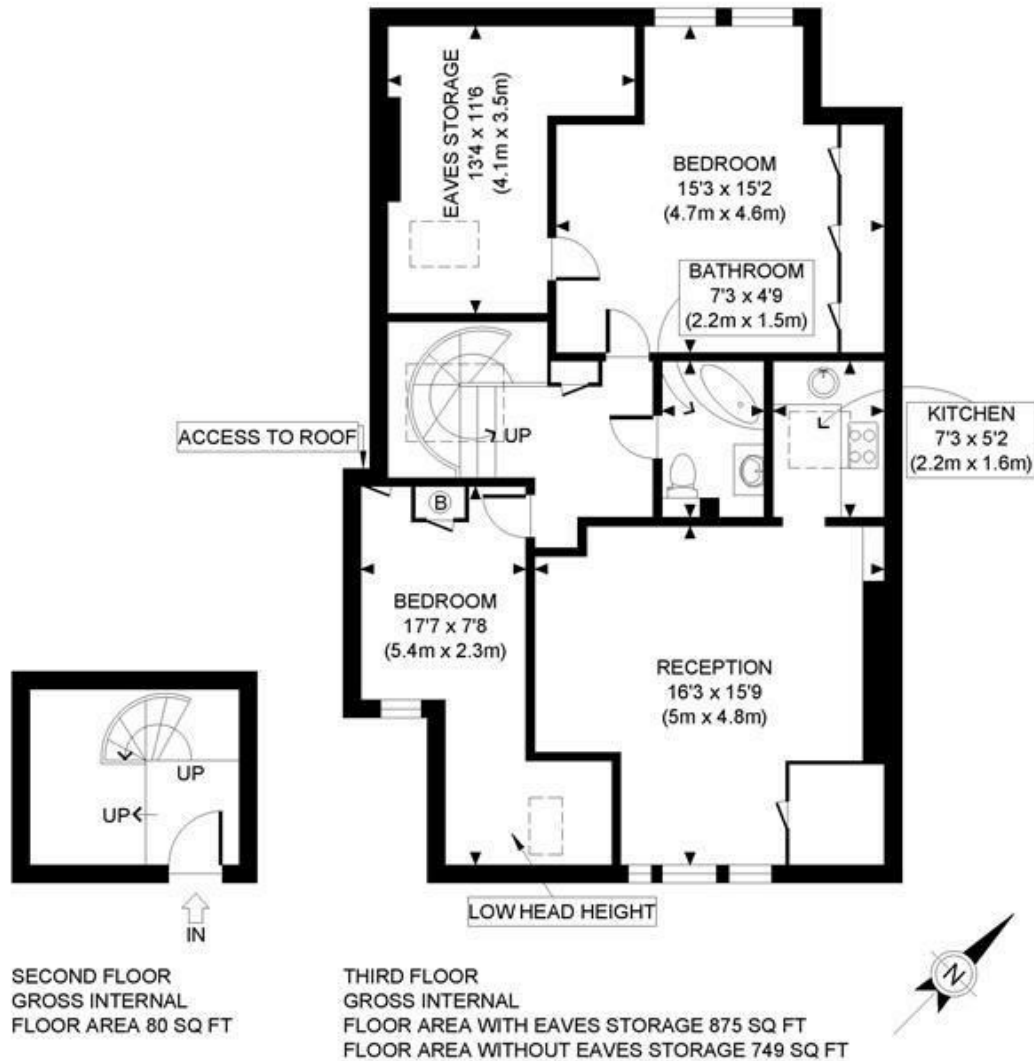 EAVES STORAGE
13'4 x 11'6
(4.1m x 3.5m)
BEDROOM
15'3 x 15'2
(4.7m x 4.6m)
BATHROOM
7'3 x 4'9
(2.2m x 1.5m)
KITCHEN
7'3 x 5'2
(2.2m x 1.6m)
ACCESS TO ROOF
UP
B
BEDROOM
17'7 x 7'8
(5.4m x 2.3m)
RECEPTION
16'3 x 15'9
(5m x 4.8m)
UP
UP
LOW HEAD HEIGHT
IN
N
SECOND FLOOR
GROSS INTERNAL
FLOOR AREA 80 SQ FT
THIRD FLOOR
GROSS INTERNAL
FLOOR AREA WITH EAVES STORAGE 875 SQ FT
FLOOR AREA WITHOUT EAVES STORAGE 749 SQ FT